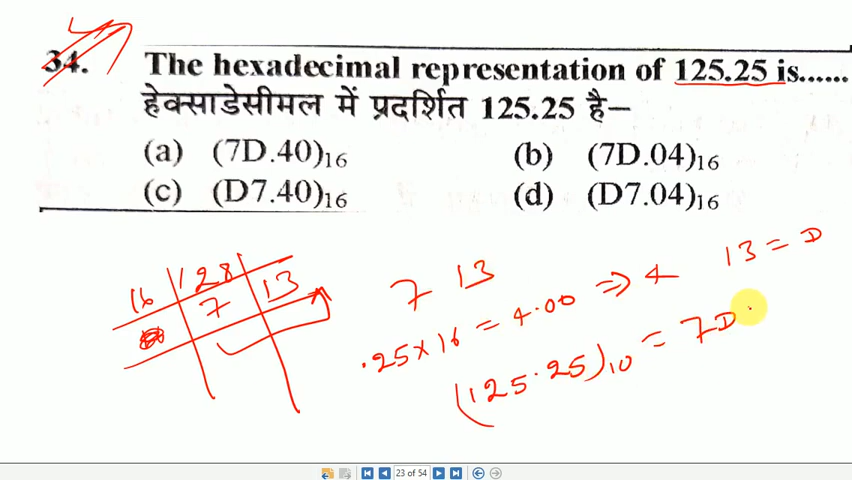 34. The hexadecimal representation of 125.25 is......
हेक्साडेसीमल में प्रदर्शित 125.25 है–
(a) (7D.40)₁₆ (b) (7D.04)₁₆
(c) (D7.40)₁₆ (d) (D7.04)₁₆
16 128 13
7
7 13 13 = D
.25 × 16 = 4.00 ⇒ 4
(125.25)₁₀ = 7D.
23 of 54